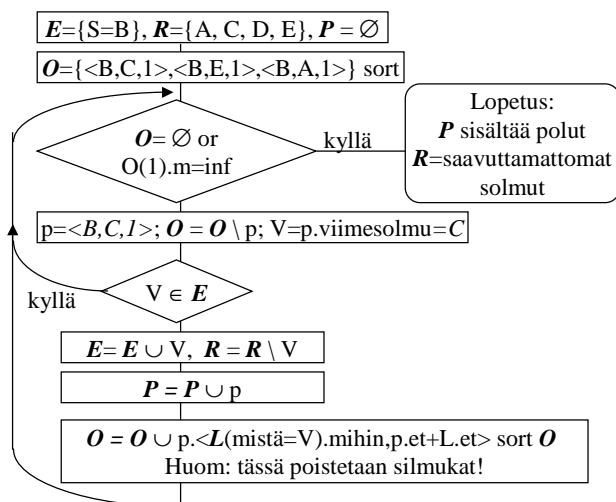 E={S=B}, R={A, C, D, E}, P = ∅
O={<B,C,1>,<B,E,1>,<B,A,1>} sort
O= ∅ or
O(1).m=inf
kyllä
Lopetus:
P sisältää polut
R=saavuttamattomat
solmut
p=<B,C,1>; O = O \ p; V=p.viimesolmu=C
V ∈ E
kyllä
E= E ∪ V, R = R \ V
P = P ∪ p
O = O ∪ p.<L(mistä=V).mihin,p.et+L.et> sort O
Huom: tässä poistetaan silmukat!